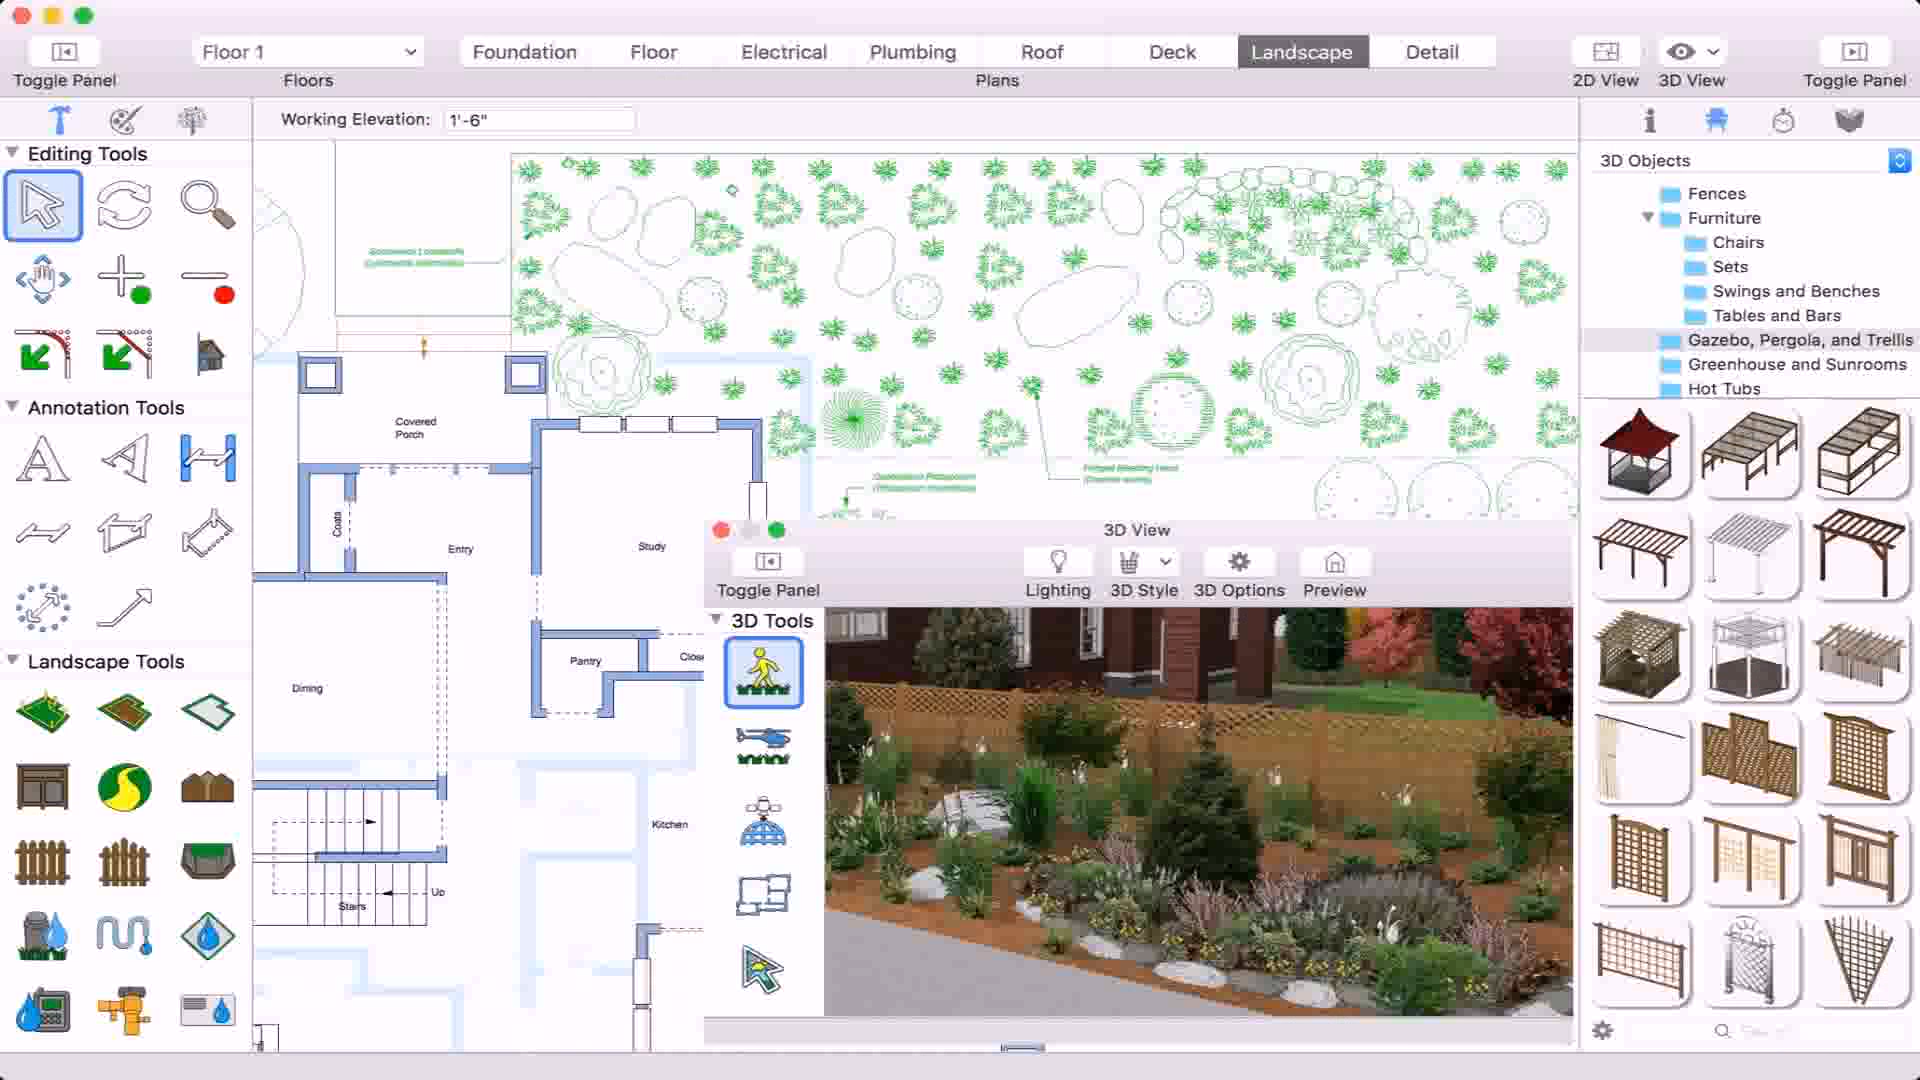 Floor 1
Foundation
Floor
Electrical
Plumbing
Roof
Deck
Landscape
Detail
Toggle Panel
Floors
Plans
2D View
3D View
Toggle Panel
Working Elevation:
1'-6"
Editing Tools
Annotation Tools
Landscape Tools
Covered
Porch
Coats
Entry
Study
Pantry
Dining
Kitchen
Up
Stairs
3D View
Toggle Panel
Lighting
3D Style
3D Options
Preview
3D Tools
3D Objects
Fences
Furniture
Chairs
Sets
Swings and Benches
Tables and Bars
Gazebo, Pergola, and Trellis
Greenhouse and Sunrooms
Hot Tubs